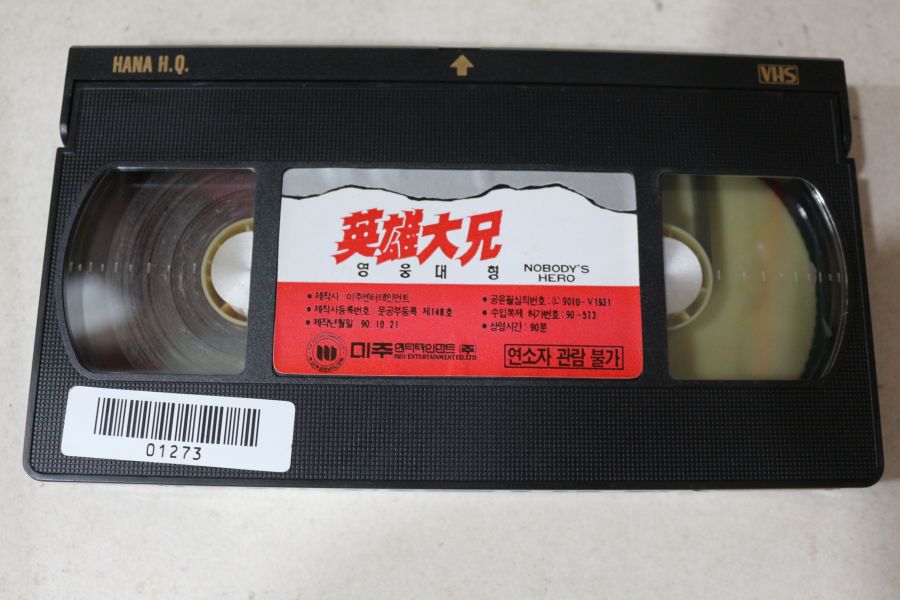 HANA H.Q.
VHS
英雄大兄
영웅대형 NOBODY'S HERO
• 제작사 미주엔터테인먼트
• 제작사등록번호: 문공부등록 제148호
• 제작년월일 90.10.21
• 공윤필심의번호:(C) 9010-V1931
• 수입복제 허가번호: 90-573
• 상영시간: 90분
미주 엔터테인먼트 (주)
MIJU ENTERTAINMENT CO.LTD.
연소자 관람 불가
01273